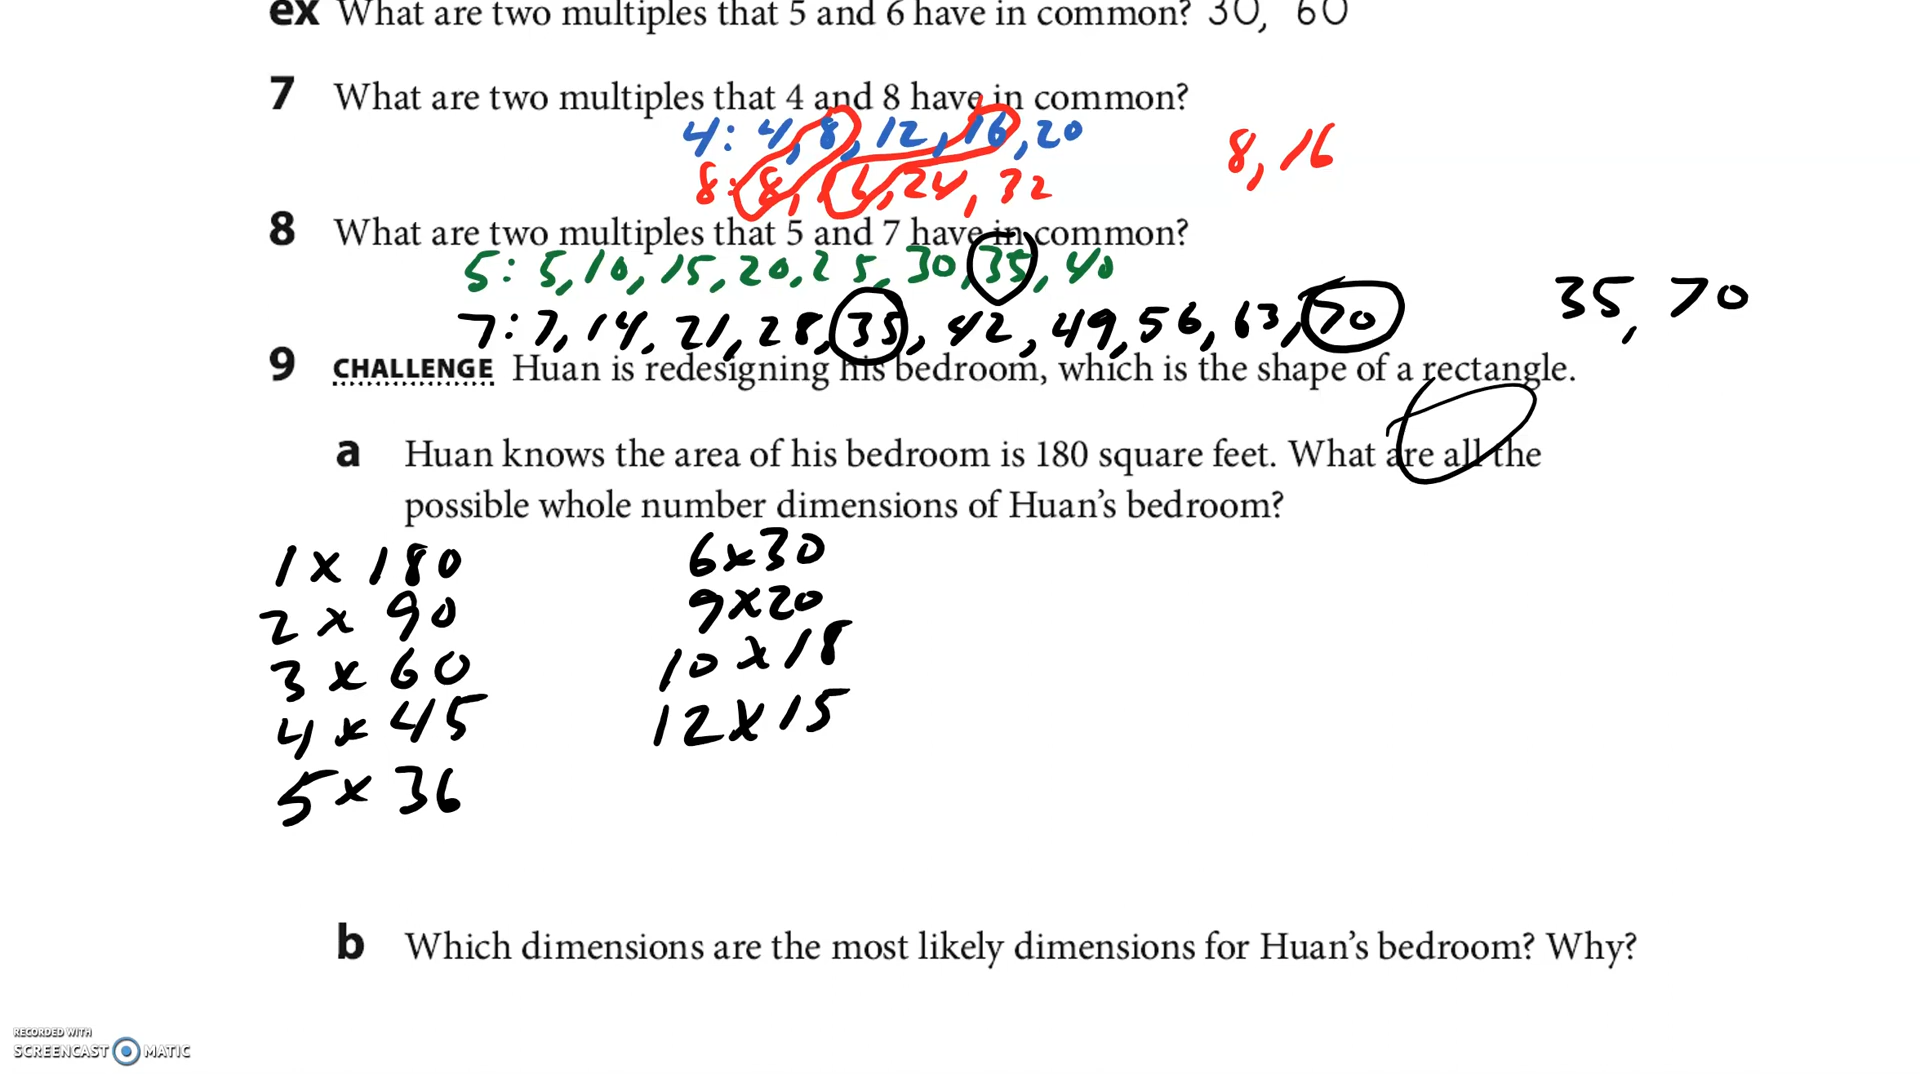 ex What are two multiples that 5 and 6 have in common? 30, 60
7 What are two multiples that 4 and 8 have in common?
4: 4, 8, 12, 16, 20
8: 8, 16, 24, 32
8, 16
8 What are two multiples that 5 and 7 have in common?
5: 5, 10, 15, 20, 25, 30, 35, 40
7: 7, 14, 21, 28, 35, 42, 49, 56, 63, 70
35, 70
9 CHALLENGE Huan is redesigning his bedroom, which is the shape of a rectangle.
a Huan knows the area of his bedroom is 180 square feet. What are all the
possible whole number dimensions of Huan's bedroom?
1 x 180
2 x 90
3 x 60
4 x 45
5 x 36
6 x 30
9 x 20
10 x 18
12 x 15
b Which dimensions are the most likely dimensions for Huan's bedroom? Why?
RECORDED WITH
SCREENCAST MATIC